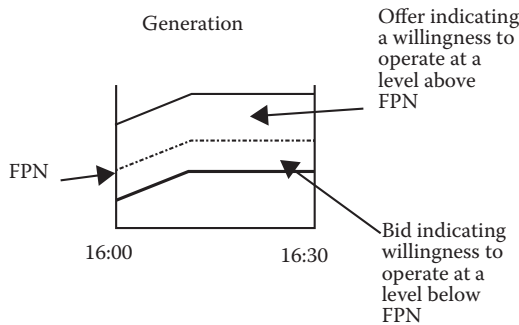 Generation
Offer indicating
a willingness to
operate at a
level above
FPN
FPN
16:00
16:30
Bid indicating
willingness to
operate at a
level below
FPN